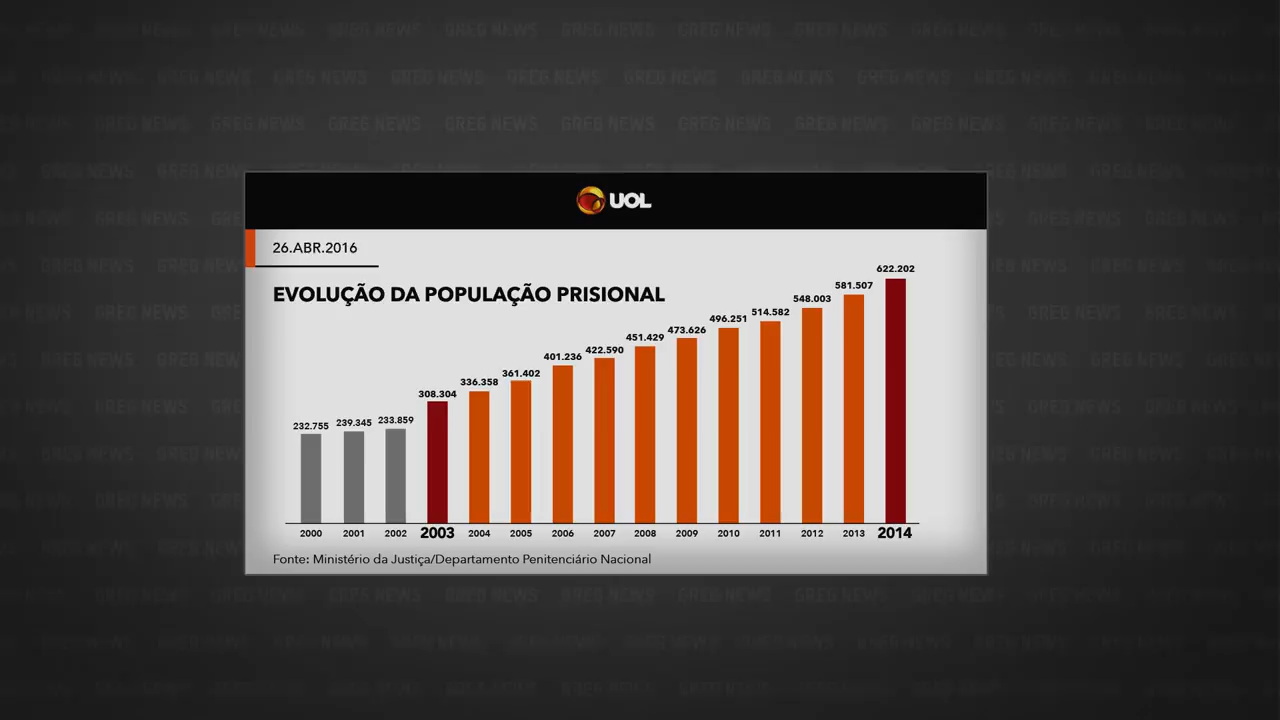 UOL
26.ABR.2016
EVOLUÇÃO DA POPULAÇÃO PRISIONAL
232.755 239.345 233.859 308.304 336.358 361.402 401.236 422.590 451.429 473.626 496.251 514.582 548.003 581.507 622.202
2000 2001 2002 2003 2004 2005 2006 2007 2008 2009 2010 2011 2012 2013 2014
Fonte: Ministério da Justiça/Departamento Penitenciário Nacional
GREG NEWS